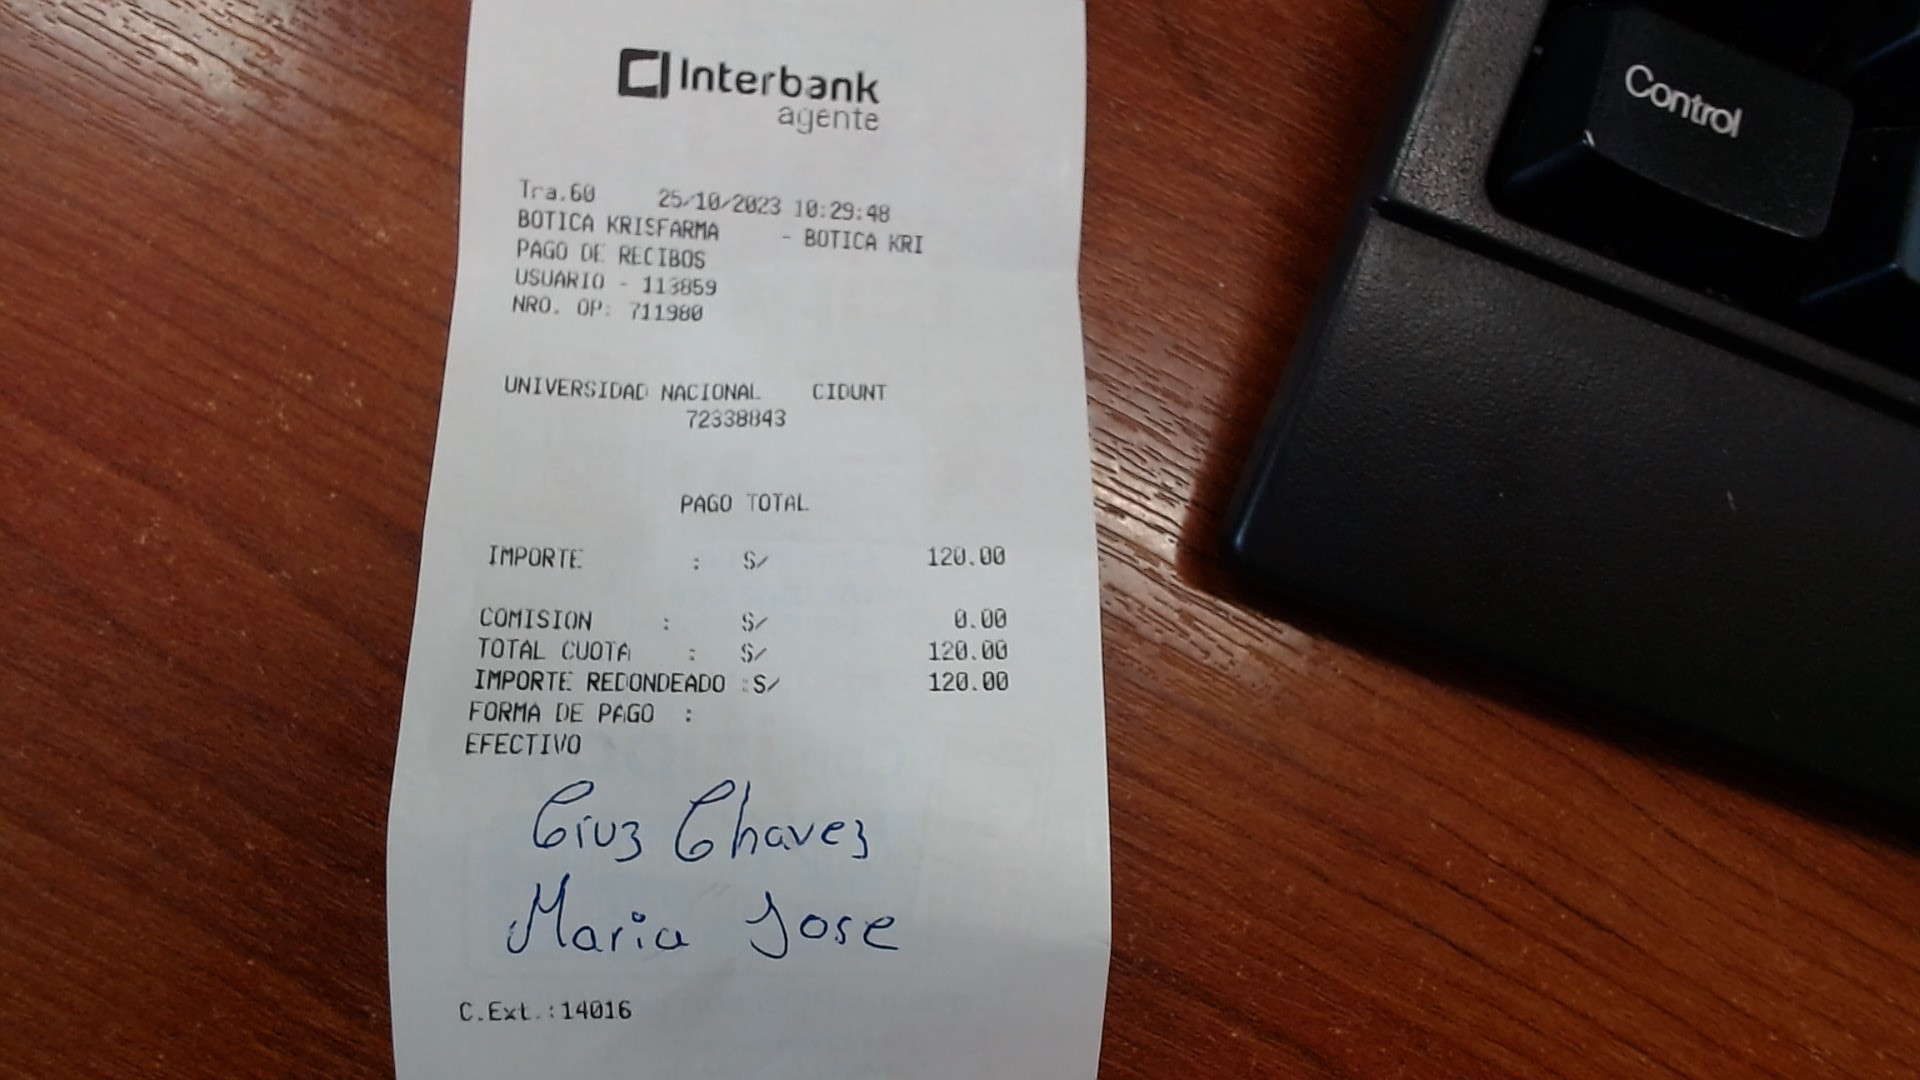 Interbank
agente
Tra.60 25/10/2023 10:29:48
BOTICA KRISFARMA - BOTICA KRI
PAGO DE RECIBOS
USUARIO - 113859
NRO. OP: 711980
UNIVERSIDAD NACIONAL CIDUNT
72338843
PAGO TOTAL
IMPORTE : S/ 120.00
COMISION : S/ 0.00
TOTAL CUOTA : S/ 120.00
IMPORTE REDONDEADO :S/ 120.00
FORMA DE PAGO :
EFECTIVO
Cruz Chavez
Maria Jose
C.Ext.:14016
Control